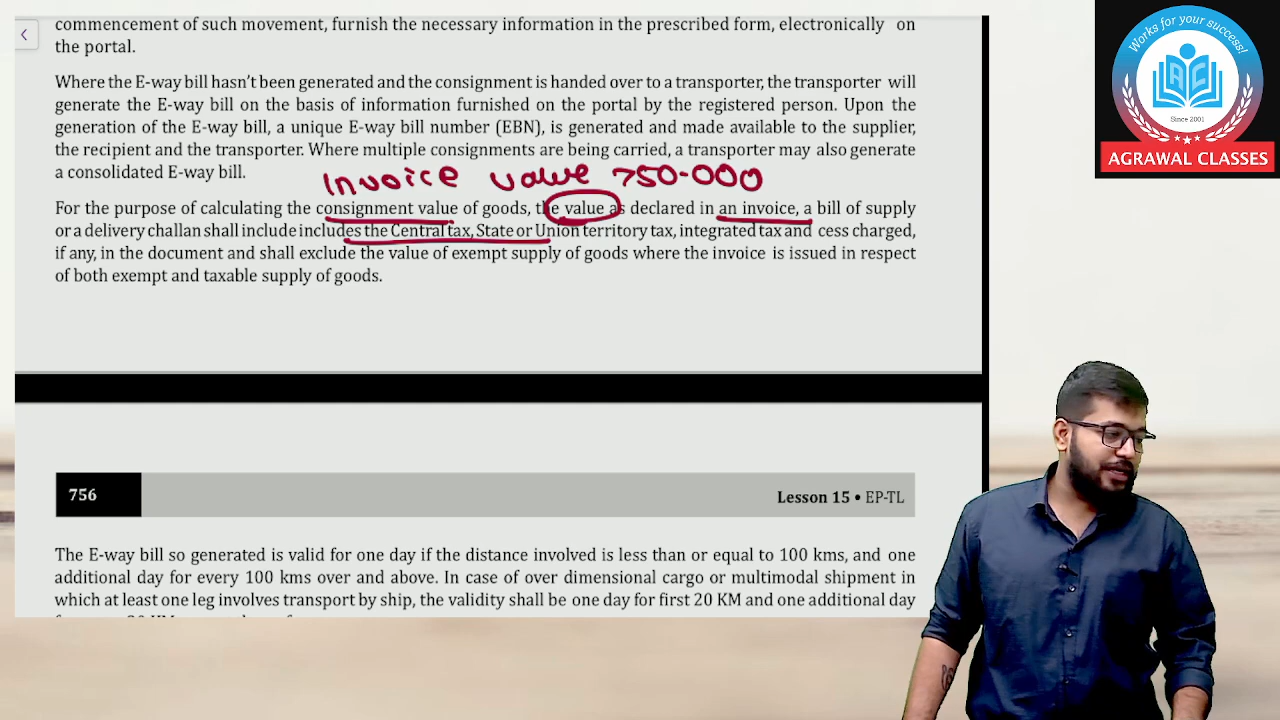 commencement of such movement, furnish the necessary information in the prescribed form, electronically on
the portal.
Where the E-way bill hasn't been generated and the consignment is handed over to a transporter, the transporter will
generate the E-way bill on the basis of information furnished on the portal by the registered person. Upon the
generation of the E-way bill, a unique E-way bill number (EBN), is generated and made available to the supplier,
the recipient and the transporter. Where multiple consignments are being carried, a transporter may also generate
a consolidated E-way bill.
Invoice value >50.000
For the purpose of calculating the consignment value of goods, the value as declared in an invoice, a bill of supply
or a delivery challan shall include includes the Central tax, State or Union territory tax, integrated tax and cess charged,
if any, in the document and shall exclude the value of exempt supply of goods where the invoice is issued in respect
of both exempt and taxable supply of goods.
756
Lesson 15 • EP-TL
The E-way bill so generated is valid for one day if the distance involved is less than or equal to 100 kms, and one
additional day for every 100 kms over and above. In case of over dimensional cargo or multimodal shipment in
which at least one leg involves transport by ship, the validity shall be one day for first 20 KM and one additional day
Works for your success!
AC
Since 2001
AGRAWAL CLASSES